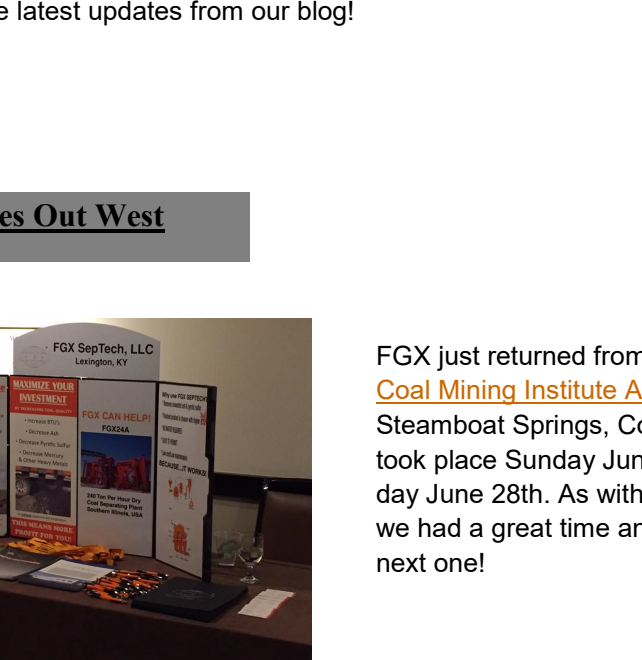 e latest updates from our blog!
es Out West
FGX SepTech, LLC
Lexington, KY
MAXIMIZE YOUR
INVESTMENT
BY INCREASING COAL QUALITY
• Increase BTU's
• Decrease Ash
• Decrease Pyretic Sulfur
• Decrease Mercury
& Other Heavy Metals
THIS MEANS MORE
PROFIT FOR YOU!
FGX CAN HELP!
FGX24A
240 Ton Per Hour Dry
Coal Separating Plant
Southern Illinois, USA
Why use FGX SEPTECH?
BECAUSE...IT WORKS!
FGX just returned from
Coal Mining Institute A
Steamboat Springs, Co
took place Sunday Jun
day June 28th. As with
we had a great time an
next one!